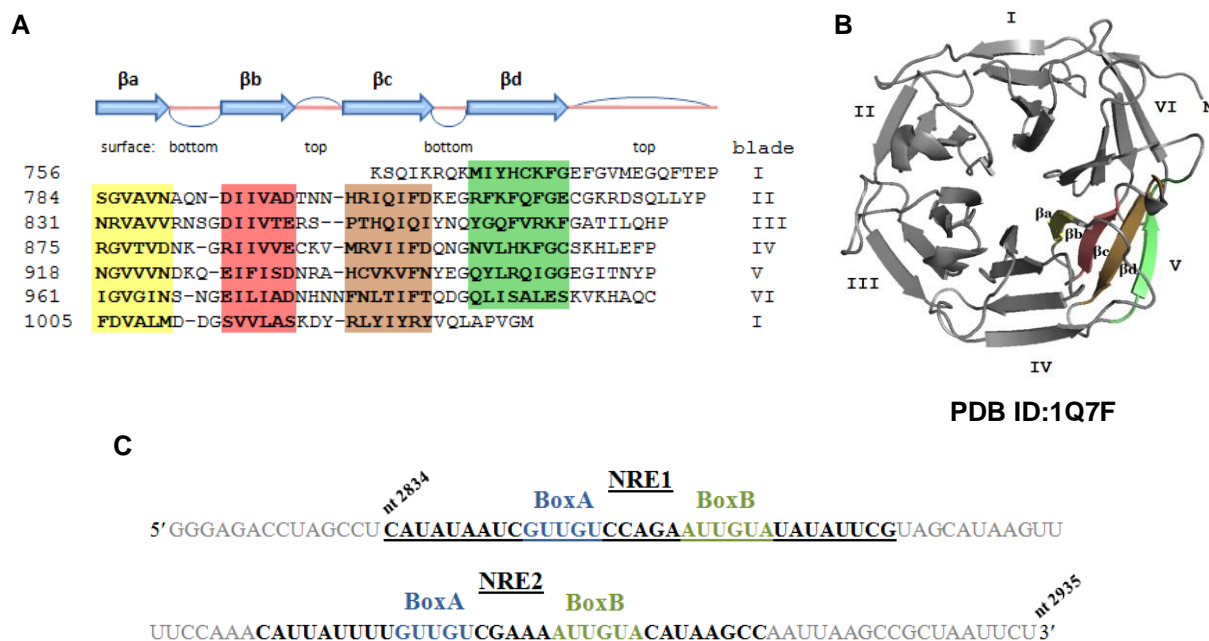 A
B
βa βb βc βd
surface: bottom top bottom top blade
756 KSQIKRQKMIYHCKFGEFGVMEGQFTEP I
784 SGVAVNAQN-DIIVADTNN-HRIQIFDKEGRFKFQFGECGKRDSQLLYP II
831 NRVAVVRNSGDIIVTERS--PTHQIQIYNQYGQFVRKFGATILQHP III
875 RGVTVDNK-GRIIVVECKV-MRVIIFDQNGNVLHKFGCSKHLEFP IV
918 NGVVVNDKQ-EIFISDNRA-HCVKVFNYEGQYLRQIGGEGITNYP V
961 IGVGINS-NGEILIADNHNNFNLTIFTQDGQLISALESKVKHAQC VI
1005 FDVALMD-DGSVVLASKDY-RLYIYRYVQLAPVGM I
I
II
VI N
βa
βb
βc
βd
V
III
IV
PDB ID:1Q7F
C
nt 2834
NRE1
BoxA BoxB
5′ GGGAGACCUAGCCUCAUAUAAUCGUUGUCCAGAAUUGUAUAUAUUCGUAGCAUAAGUU
NRE2
BoxA BoxB
nt 2935
UUCCAAACAUUAUUUUGUUGUCGAAAAUUGUACAUAAGCCAAUUAAGCCGCUAAUUCU3′